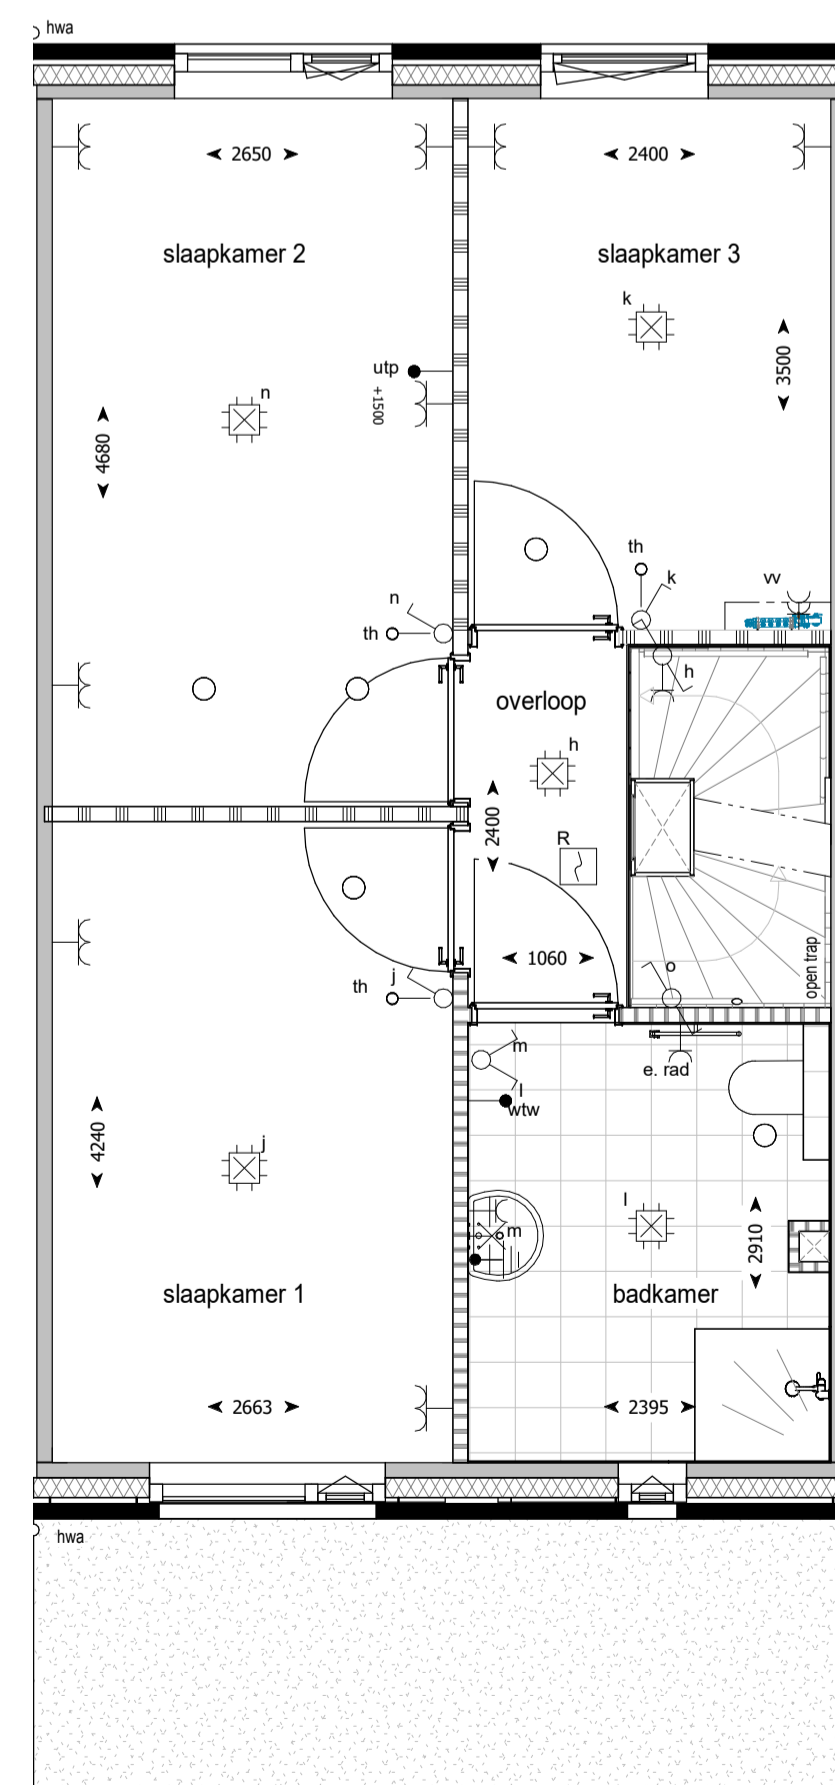 hwa
2650
2400
slaapkamer 2
slaapkamer 3
k
3500
utp
+1500
n
4680
th
k
vv
n
th
h
overloop
h
2400
R
1060
o
open trap
j
th
e. rad
m
l
wtw
4240
j
l
m
2910
slaapkamer 1
badkamer
2663
2395
hwa